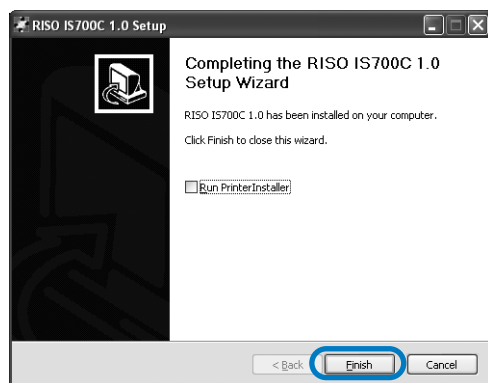 RISO IS700C 1.0 Setup
Completing the RISO IS700C 1.0
Setup Wizard
RISO IS700C 1.0 has been installed on your computer.
Click Finish to close this wizard.
Run PrinterInstaller
< Back
Finish
Cancel